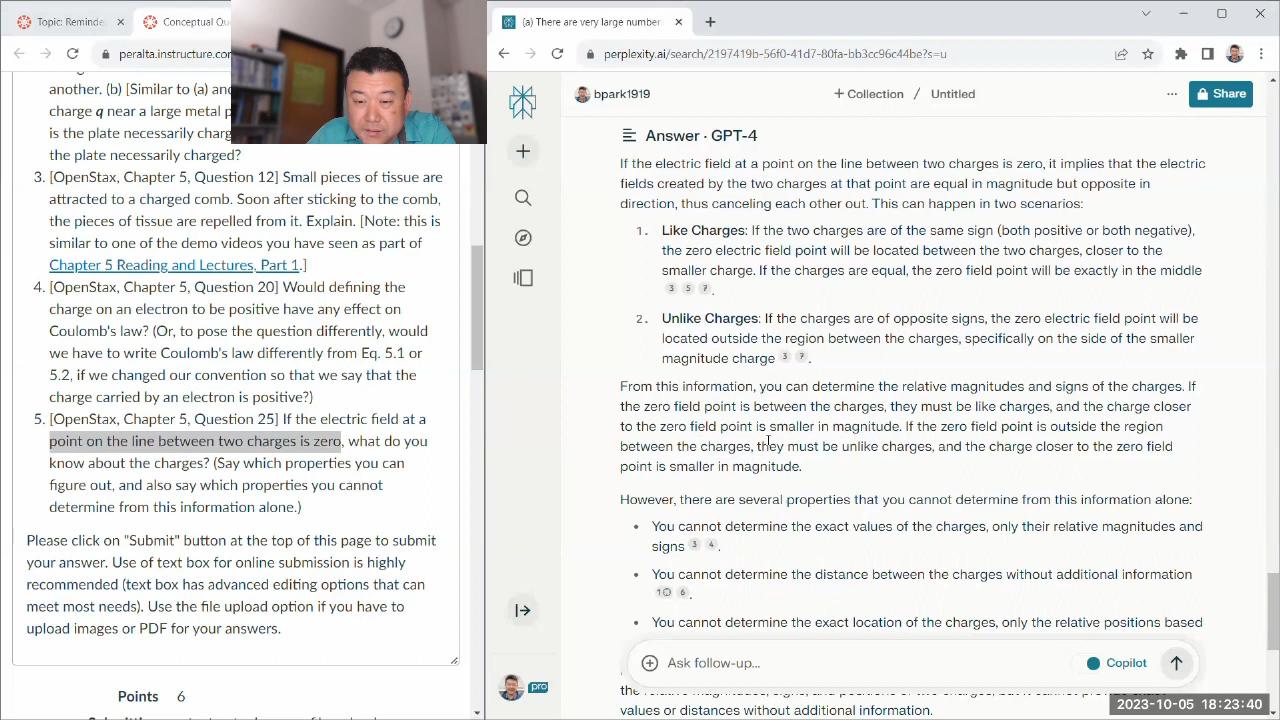 Topic: Reminde
Conceptual Qu
(a) There are very large number
peralta.instructure.con
perplexity.ai/search/2197419b-56f0-41d7-80fa-bb3cc96c44be?s=u
another. (b) [Similar to (a) and
charge q near a large metal p
is the plate necessarily charg
the plate necessarily charged?
3. [OpenStax, Chapter 5, Question 12] Small pieces of tissue are
attracted to a charged comb. Soon after sticking to the comb,
the pieces of tissue are repelled from it. Explain. [Note: this is
similar to one of the demo videos you have seen as part of
Chapter 5 Reading and Lectures, Part 1.]
4. [OpenStax, Chapter 5, Question 20] Would defining the
charge on an electron to be positive have any effect on
Coulomb's law? (Or, to pose the question differently, would
we have to write Coulomb's law differently from Eq. 5.1 or
5.2, if we changed our convention so that we say that the
charge carried by an electron is positive?)
5. [OpenStax, Chapter 5, Question 25] If the electric field at a
point on the line between two charges is zero, what do you
know about the charges? (Say which properties you can
figure out, and also say which properties you cannot
determine from this information alone.)
Please click on "Submit" button at the top of this page to submit
your answer. Use of text box for online submission is highly
recommended (text box has advanced editing options that can
meet most needs). Use the file upload option if you have to
upload images or PDF for your answers.
Points 6
bpark1919
Collection / Untitled
Share
Answer · GPT-4
If the electric field at a point on the line between two charges is zero, it implies that the electric
fields created by the two charges at that point are equal in magnitude but opposite in
direction, thus canceling each other out. This can happen in two scenarios:
1. Like Charges: If the two charges are of the same sign (both positive or both negative),
the zero electric field point will be located between the two charges, closer to the
smaller charge. If the charges are equal, the zero field point will be exactly in the middle
3 5 7.
2. Unlike Charges: If the charges are of opposite signs, the zero electric field point will be
located outside the region between the charges, specifically on the side of the smaller
magnitude charge 3 7.
From this information, you can determine the relative magnitudes and signs of the charges. If
the zero field point is between the charges, they must be like charges, and the charge closer
to the zero field point is smaller in magnitude. If the zero field point is outside the region
between the charges, they must be unlike charges, and the charge closer to the zero field
point is smaller in magnitude.
However, there are several properties that you cannot determine from this information alone:
• You cannot determine the exact values of the charges, only their relative magnitudes and
signs 3 4.
• You cannot determine the distance between the charges without additional information
1 6.
• You cannot determine the exact location of the charges, only the relative positions based
Ask follow-up...
Copilot
pro
values or distances without additional information.
2023-10-05 18:23:40